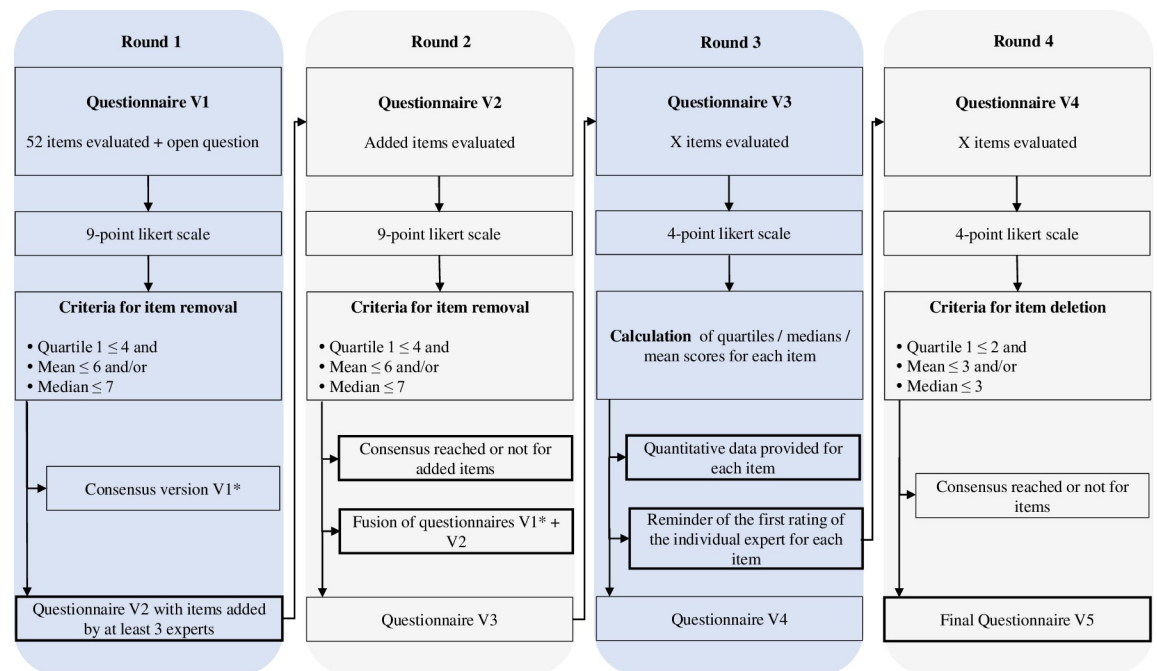 Round 1
Questionnaire V1
52 items evaluated + open question
9-point likert scale
Criteria for item removal
• Quartile 1 ≤ 4 and
• Mean ≤ 6 and/or
• Median ≤ 7
Consensus version V1*
Questionnaire V2 with items added
by at least 3 experts
Round 2
Questionnaire V2
Added items evaluated
9-point likert scale
Criteria for item removal
• Quartile 1 ≤ 4 and
• Mean ≤ 6 and/or
• Median ≤ 7
Consensus reached or not for
added items
Fusion of questionnaires V1* +
V2
Questionnaire V3
Round 3
Questionnaire V3
X items evaluated
4-point likert scale
Calculation of quartiles / medians /
mean scores for each item
Quantitative data provided for
each item
Reminder of the first rating of
the individual expert for each
item
Questionnaire V4
Round 4
Questionnaire V4
X items evaluated
4-point likert scale
Criteria for item deletion
• Quartile 1 ≤ 2 and
• Mean ≤ 3 and/or
• Median ≤ 3
Consensus reached or not for
items
Final Questionnaire V5